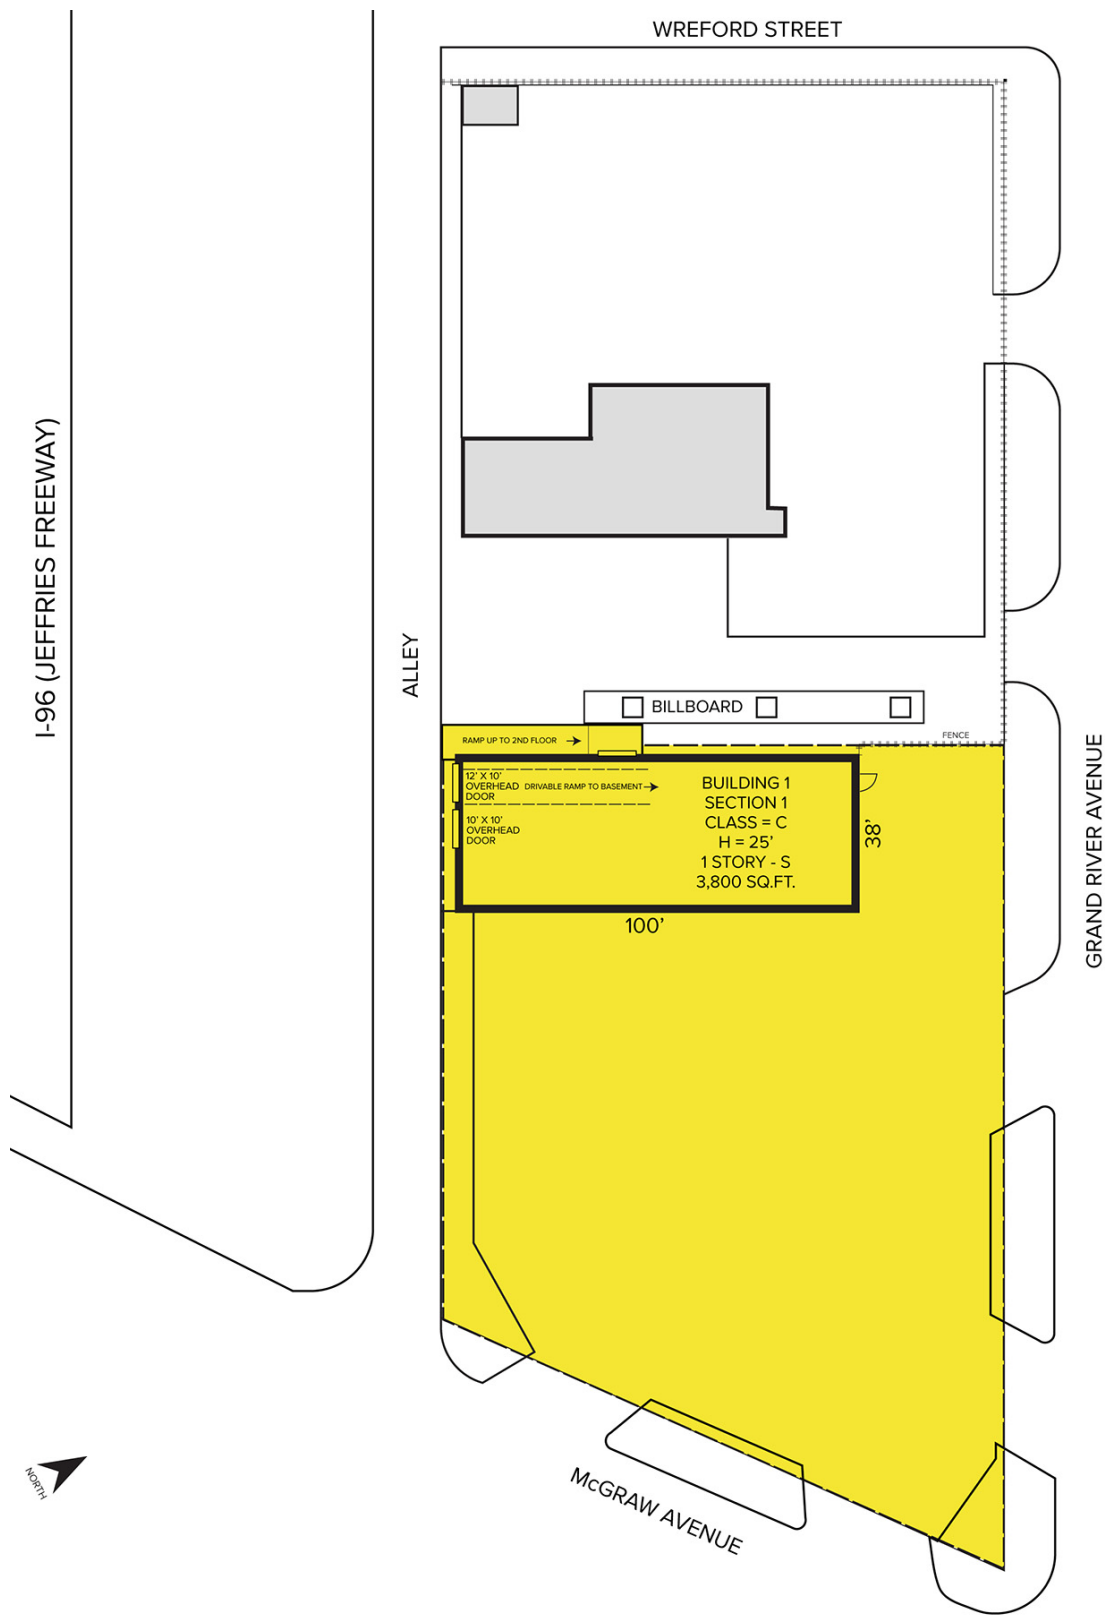 WREFORD STREET
I-96 (JEFFRIES FREEWAY)
ALLEY
BILLBOARD
FENCE
RAMP UP TO 2ND FLOOR
12' X 10'
OVERHEAD
DOOR
DRIVABLE RAMP TO BASEMENT
10' X 10'
OVERHEAD
DOOR
BUILDING 1
SECTION 1
CLASS = C
H = 25'
1 STORY - S
3,800 SQ.FT.
38'
100'
GRAND RIVER AVENUE
McGRAW AVENUE
NORTH